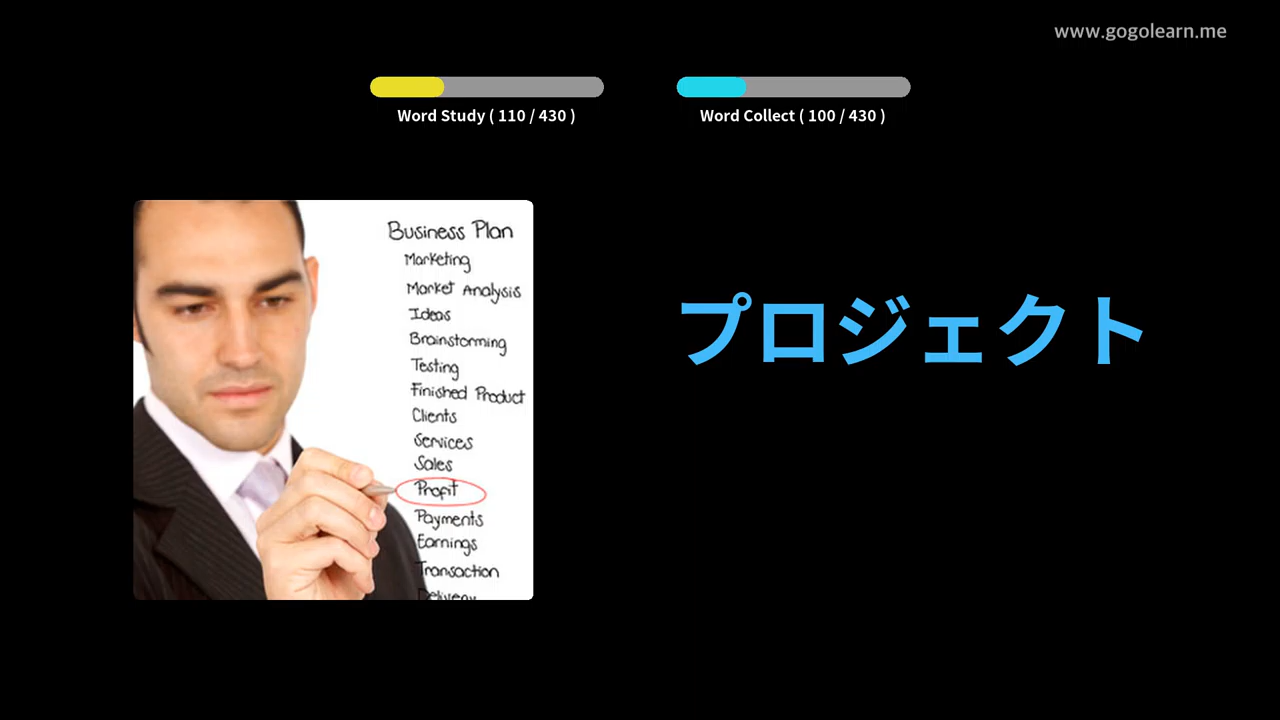 www.gogolearn.me
Word Study ( 110 / 430 )
Word Collect ( 100 / 430 )
Business Plan
Marketing
Market Analysis
Ideas
Brainstorming
Testing
Finished Product
Clients
Services
Sales
Profit
Payments
Earnings
Transaction
Delivery
プロジェクト